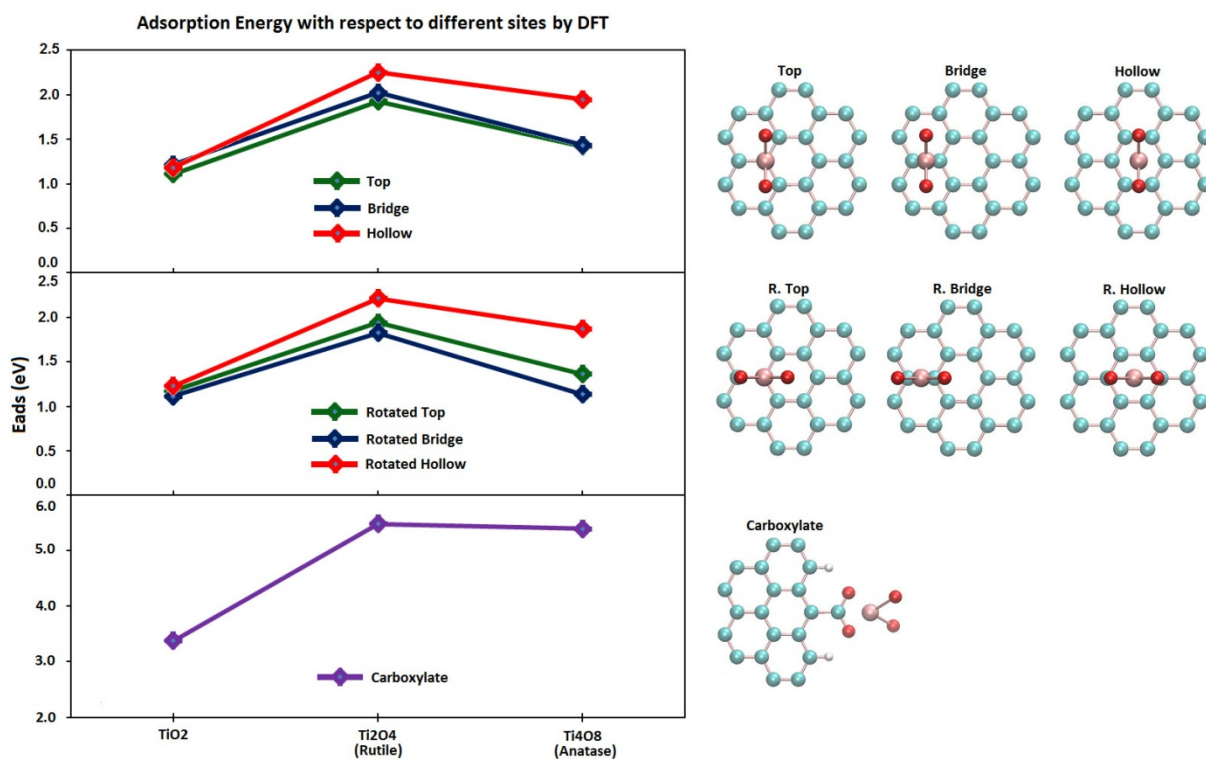 Adsorption Energy with respect to different sites by DFT
Eads (eV)
2.5
2.0
1.5
1.0
0.5
0.0
Top
Bridge
Hollow
2.5
2.0
1.5
1.0
0.5
0.0
Rotated Top
Rotated Bridge
Rotated Hollow
6.0
5.0
4.0
3.0
2.0
Carboxylate
TiO2
Ti2O4
(Rutile)
Ti4O8
(Anatase)
Top Bridge Hollow
R. Top R. Bridge R. Hollow
Carboxylate